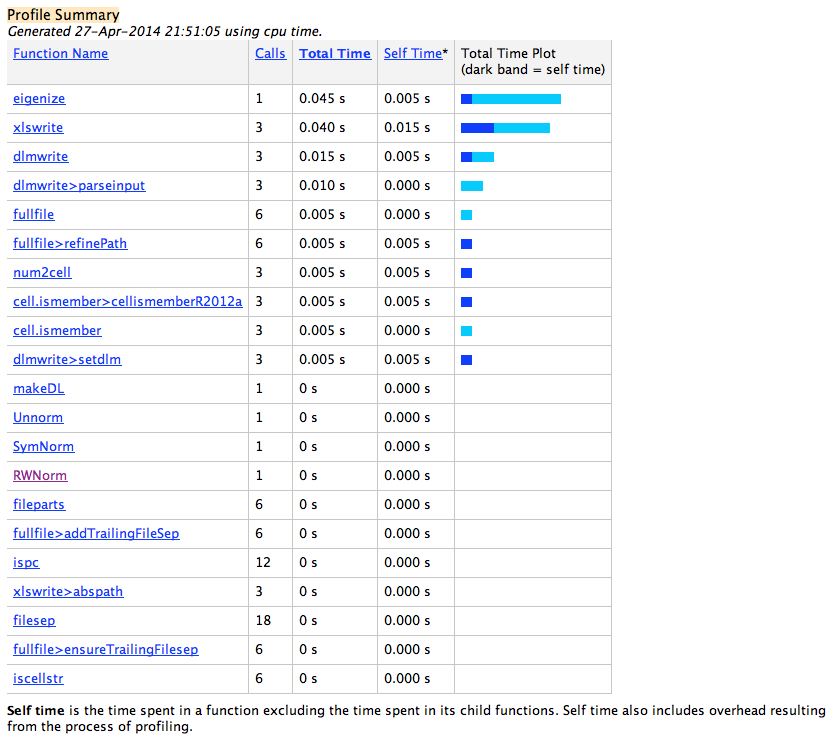 Profile Summary
Generated 27-Apr-2014 21:51:05 using cpu time.
Function Name Calls Total Time Self Time* Total Time Plot
(dark band = self time)
eigenize 1 0.045 s 0.005 s
xlswrite 3 0.040 s 0.015 s
dlmwrite 3 0.015 s 0.005 s
dlmwrite>parseinput 3 0.010 s 0.000 s
fullfile 6 0.005 s 0.000 s
fullfile>refinePath 6 0.005 s 0.005 s
num2cell 3 0.005 s 0.005 s
cell.ismember>cellismemberR2012a 3 0.005 s 0.005 s
cell.ismember 3 0.005 s 0.000 s
dlmwrite>setdlm 3 0.005 s 0.005 s
makeDL 1 0 s 0.000 s
Unnorm 1 0 s 0.000 s
SymNorm 1 0 s 0.000 s
RWNorm 1 0 s 0.000 s
fileparts 6 0 s 0.000 s
fullfile>addTrailingFileSep 6 0 s 0.000 s
ispc 12 0 s 0.000 s
xlswrite>abspath 3 0 s 0.000 s
filesep 18 0 s 0.000 s
fullfile>ensureTrailingFilesep 6 0 s 0.000 s
iscellstr 6 0 s 0.000 s
Self time is the time spent in a function excluding the time spent in its child functions. Self time also includes overhead resulting
from the process of profiling.